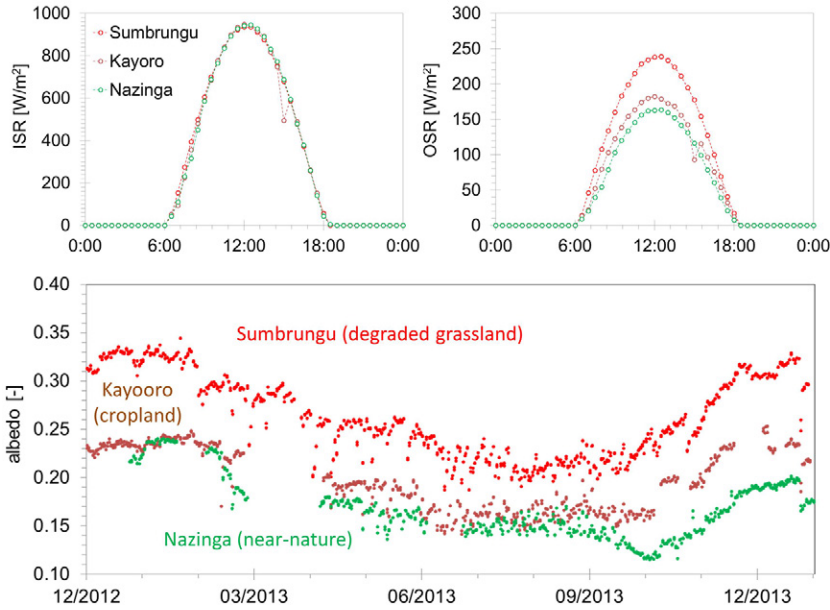 ISR [W/m²]
1000
800
600
400
200
0
Sumbrungu
Kayoro
Nazinga
0:00 6:00 12:00 18:00 0:00
OSR [W/m²]
300
250
200
150
100
50
0
0:00 6:00 12:00 18:00 0:00
albedo [-]
0.40
0.35
0.30
0.25
0.20
0.15
0.10
Sumbrungu (degraded grassland)
Kayooro
(cropland)
Nazinga (near-nature)
12/2012 03/2013 06/2013 09/2013 12/2013